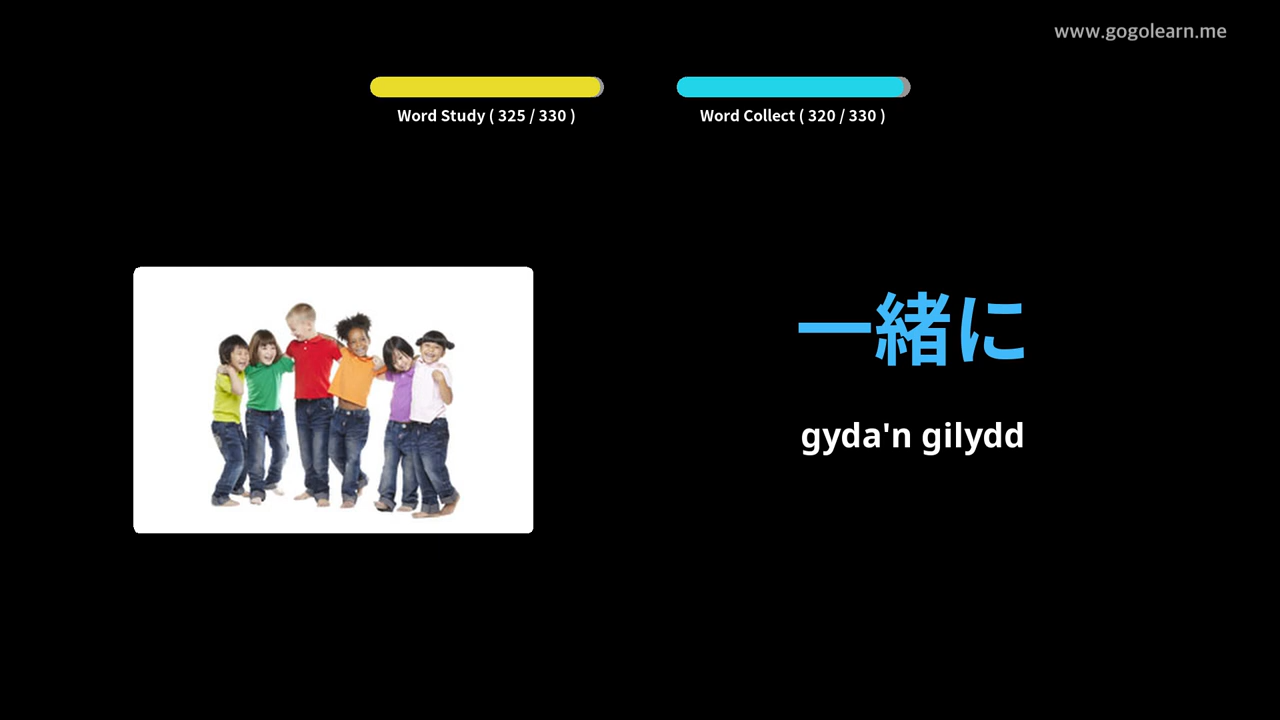 www.gogolearn.me
Word Study ( 325 / 330 )
Word Collect ( 320 / 330 )
一緒に
gyda'n gilydd